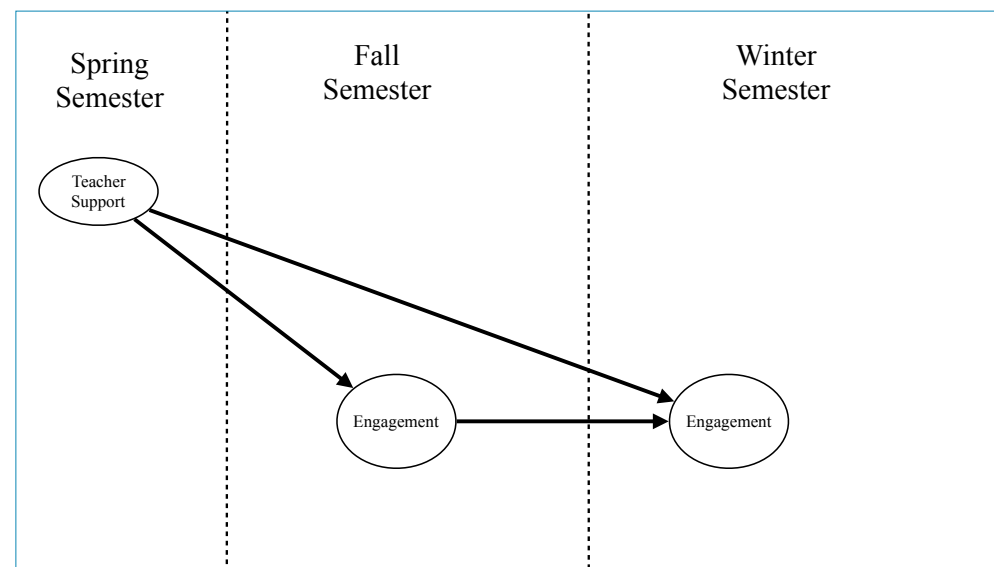 Spring
Semester
Fall
Semester
Winter
Semester
Teacher
Support
Engagement
Engagement